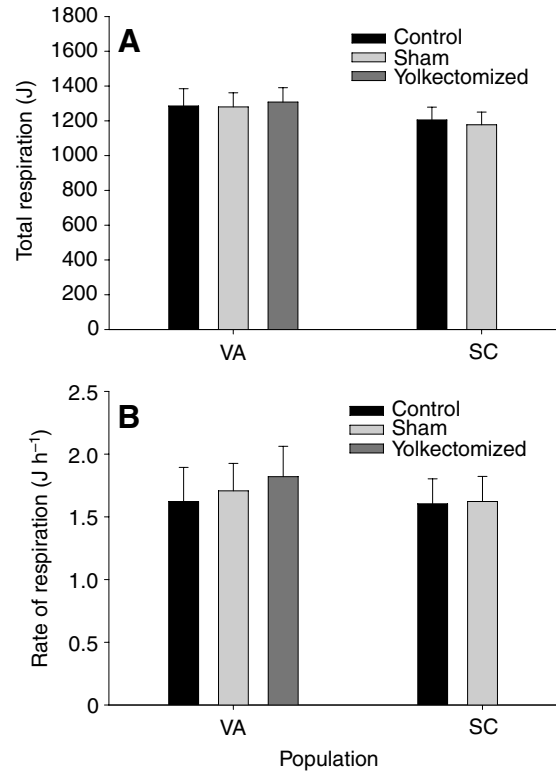 A
Control
Sham
Yolkectomized
Total respiration (J)
1800
1600
1400
1200
1000
800
600
400
200
0
VA
SC
B
Control
Sham
Yolkectomized
Rate of respiration (J h⁻¹)
2.5
2.0
1.5
1.0
0.5
0
VA
SC
Population